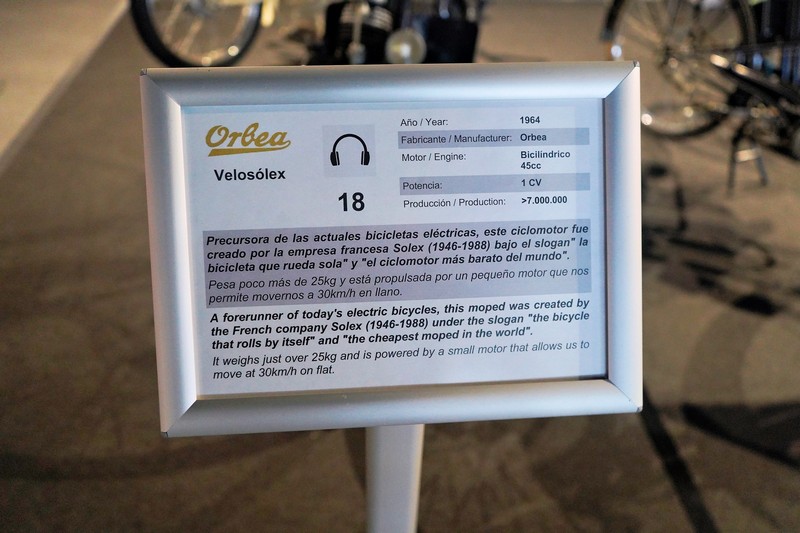 Orbea
Velosólex
18
Año / Year: 1964
Fabricante / Manufacturer: Orbea
Motor / Engine: Bicilíndrico
45cc
Potencia: 1 CV
Producción / Production: >7.000.000
Precursora de las actuales bicicletas eléctricas, este ciclomotor fue
creado por la empresa francesa Solex (1946-1988) bajo el slogan" la
bicicleta que rueda sola" y "el ciclomotor más barato del mundo".
Pesa poco más de 25kg y está propulsada por un pequeño motor que nos
permite movernos a 30km/h en llano.
A forerunner of today's electric bicycles, this moped was created by
the French company Solex (1946-1988) under the slogan "the bicycle
that rolls by itself" and "the cheapest moped in the world".
It weighs just over 25kg and is powered by a small motor that allows us to
move at 30km/h on flat.